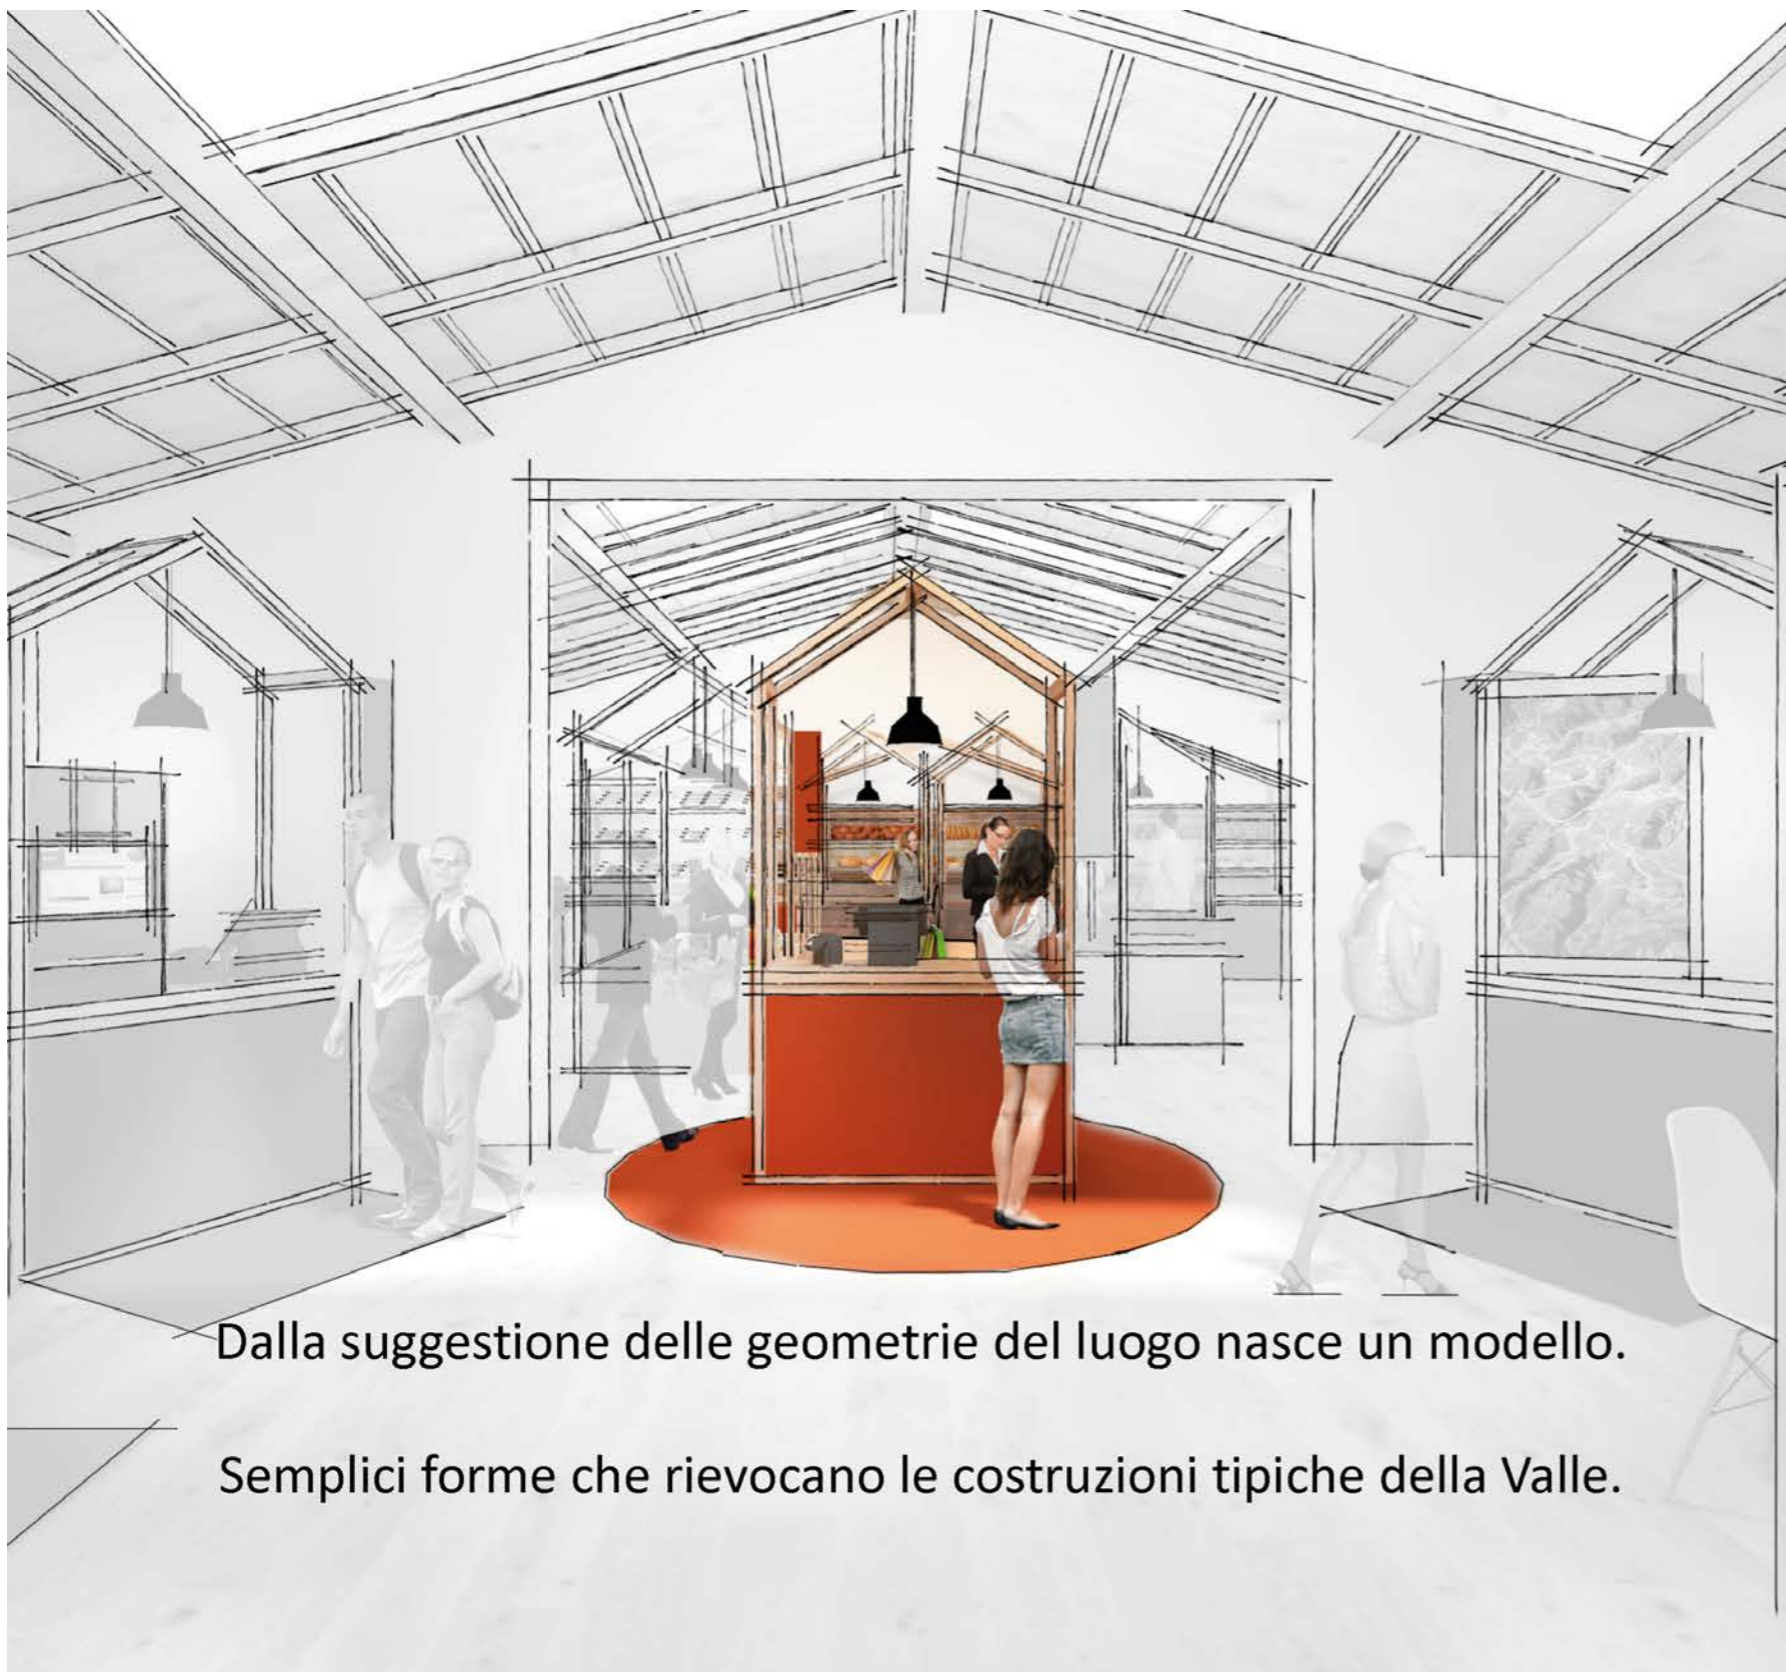 Dalla suggestione delle geometrie del luogo nasce un modello.
Semplici forme che rievocano le costruzioni tipiche della Valle.